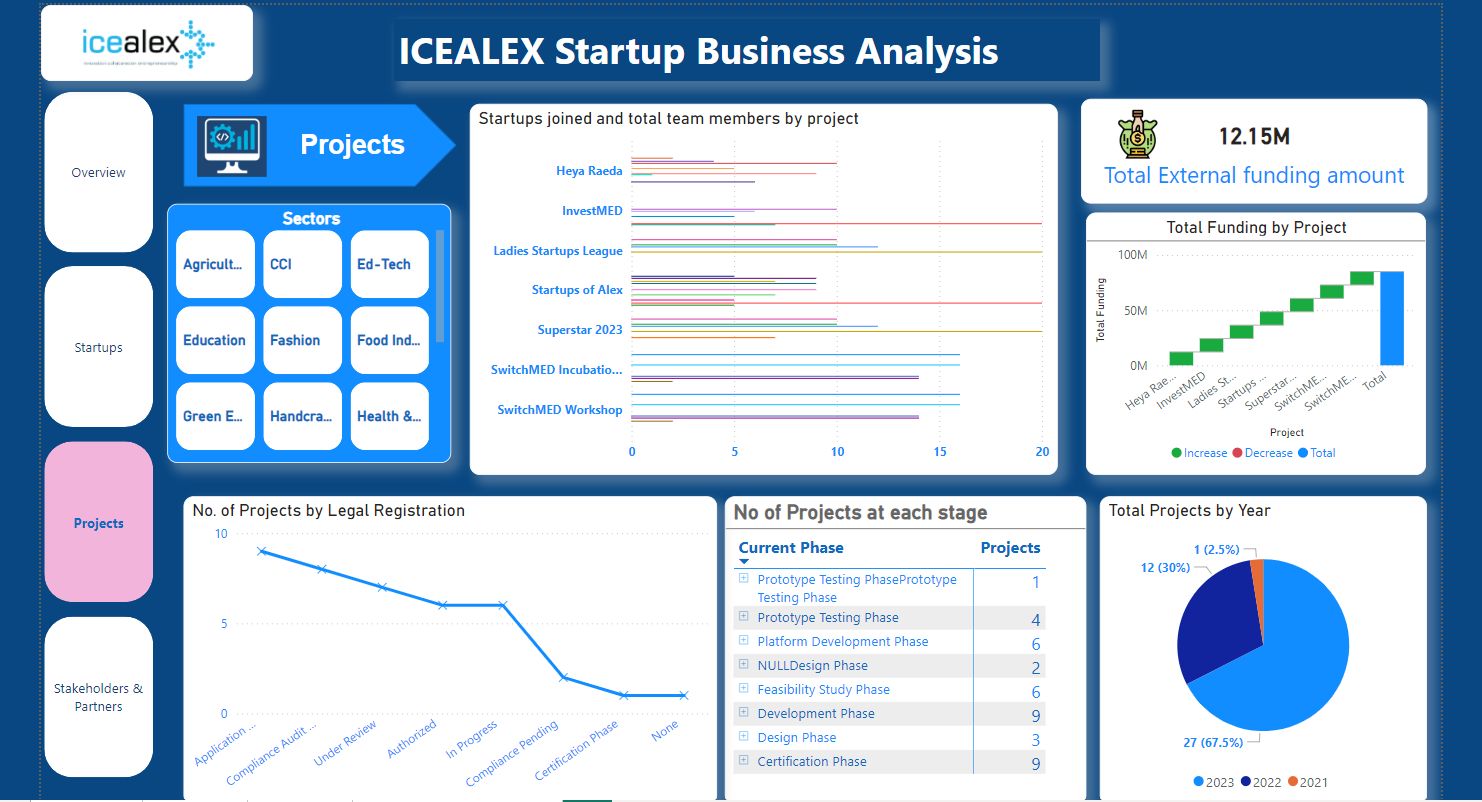 icealex
ICEALEX Startup Business Analysis
Overview
Startups
Projects
Stakeholders &
Partners
Projects
Sectors
Agricult...
CCI
Ed-Tech
Education
Fashion
Food Ind...
Green E...
Handcra...
Health &...
Startups joined and total team members by project
Heya Raeda
InvestMED
Ladies Startups League
Startups of Alex
Superstar 2023
SwitchMED Incubatio...
SwitchMED Workshop
0 5 10 15 20
$
12.15M
Total External funding amount
Total Funding by Project
Total Funding
100M
50M
0M
Heya Rae...
InvestMED
Ladies St...
Startups ...
Superstar...
SwitchME...
SwitchME...
Total
Project
Increase Decrease Total
No. of Projects by Legal Registration
10
5
0
Application ...
Compliance Audit ...
Under Review
Authorized
In Progress
Compliance Pending
Certification Phase
None
No of Projects at each stage
Current Phase Projects
Prototype Testing PhasePrototype
Testing Phase 1
Prototype Testing Phase 4
Platform Development Phase 6
NULLDesign Phase 2
Feasibility Study Phase 6
Development Phase 9
Design Phase 3
Certification Phase 9
Total Projects by Year
1 (2.5%)
12 (30%)
27 (67.5%)
2023 2022 2021